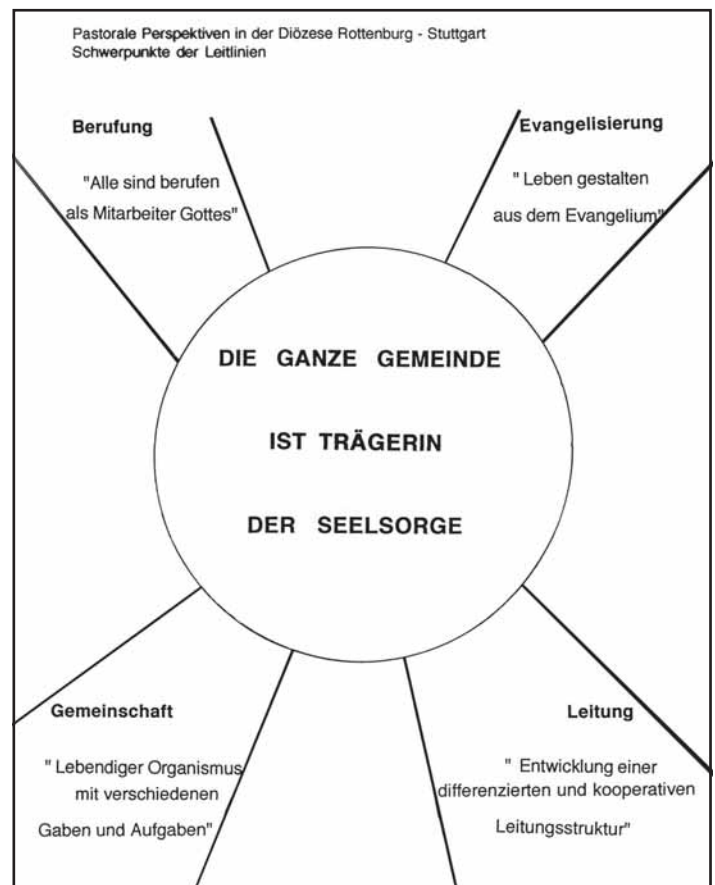 Pastorale Perspektiven in der Diözese Rottenburg - Stuttgart
Schwerpunkte der Leitlinien
Berufung
"Alle sind berufen
als Mitarbeiter Gottes"
Evangelisierung
" Leben gestalten
aus dem Evangelium"
DIE GANZE GEMEINDE
IST TRÄGERIN
DER SEELSORGE
Gemeinschaft
" Lebendiger Organismus
mit verschiedenen
Gaben und Aufgaben"
Leitung
" Entwicklung einer
differenzierten und kooperativen
Leitungsstruktur"